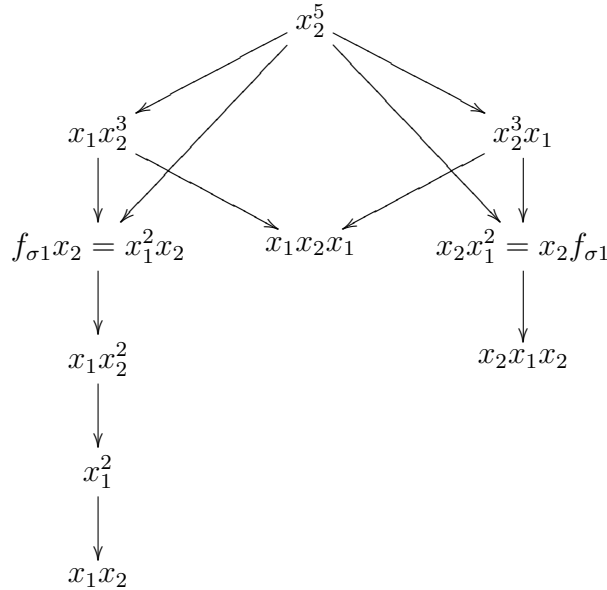 x_2^5
x_1x_2^3 x_2^3x_1
f_{σ1}x_2 = x_1^2x_2 x_1x_2x_1 x_2x_1^2 = x_2f_{σ1}
x_1x_2^2 x_2x_1x_2
x_1^2
x_1x_2